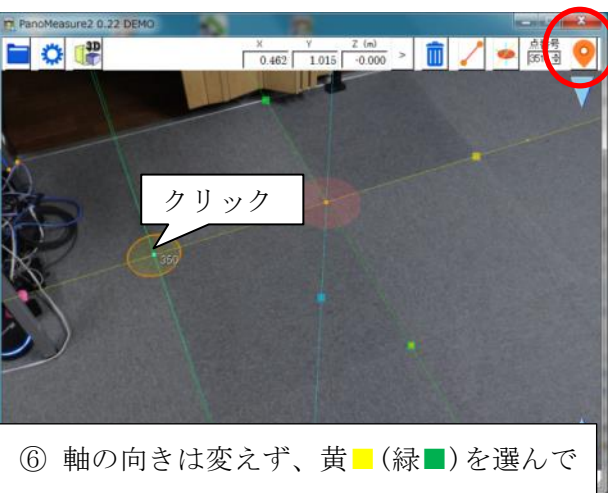 PanoMeasure2 0.22 DEMO
3D
X Y Z (m)
0.462 1.015 -0.000 >
点番号
クリック
350
⑥ 軸の向きは変えず、黄■(緑■)を選んで